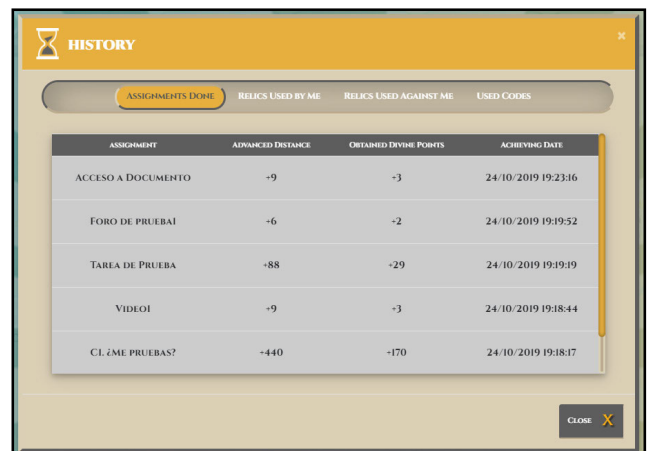 HISTORY ×
ASSIGNMENTS DONE RELICS USED BY ME RELICS USED AGAINST ME USED CODES
ASSIGNMENT ADVANCED DISTANCE OBTAINED DIVINE POINTS ACHIEVING DATE
ACCESO A DOCUMENTO +9 +3 24/10/2019 19:23:16
FORO DE PRUEBA1 +6 +2 24/10/2019 19:19:52
TAREA DE PRUEBA +88 +29 24/10/2019 19:19:19
VIDEO1 +9 +3 24/10/2019 19:18:44
C1. ¿ME PRUEBAS? +440 +170 24/10/2019 19:18:17
CLOSE X